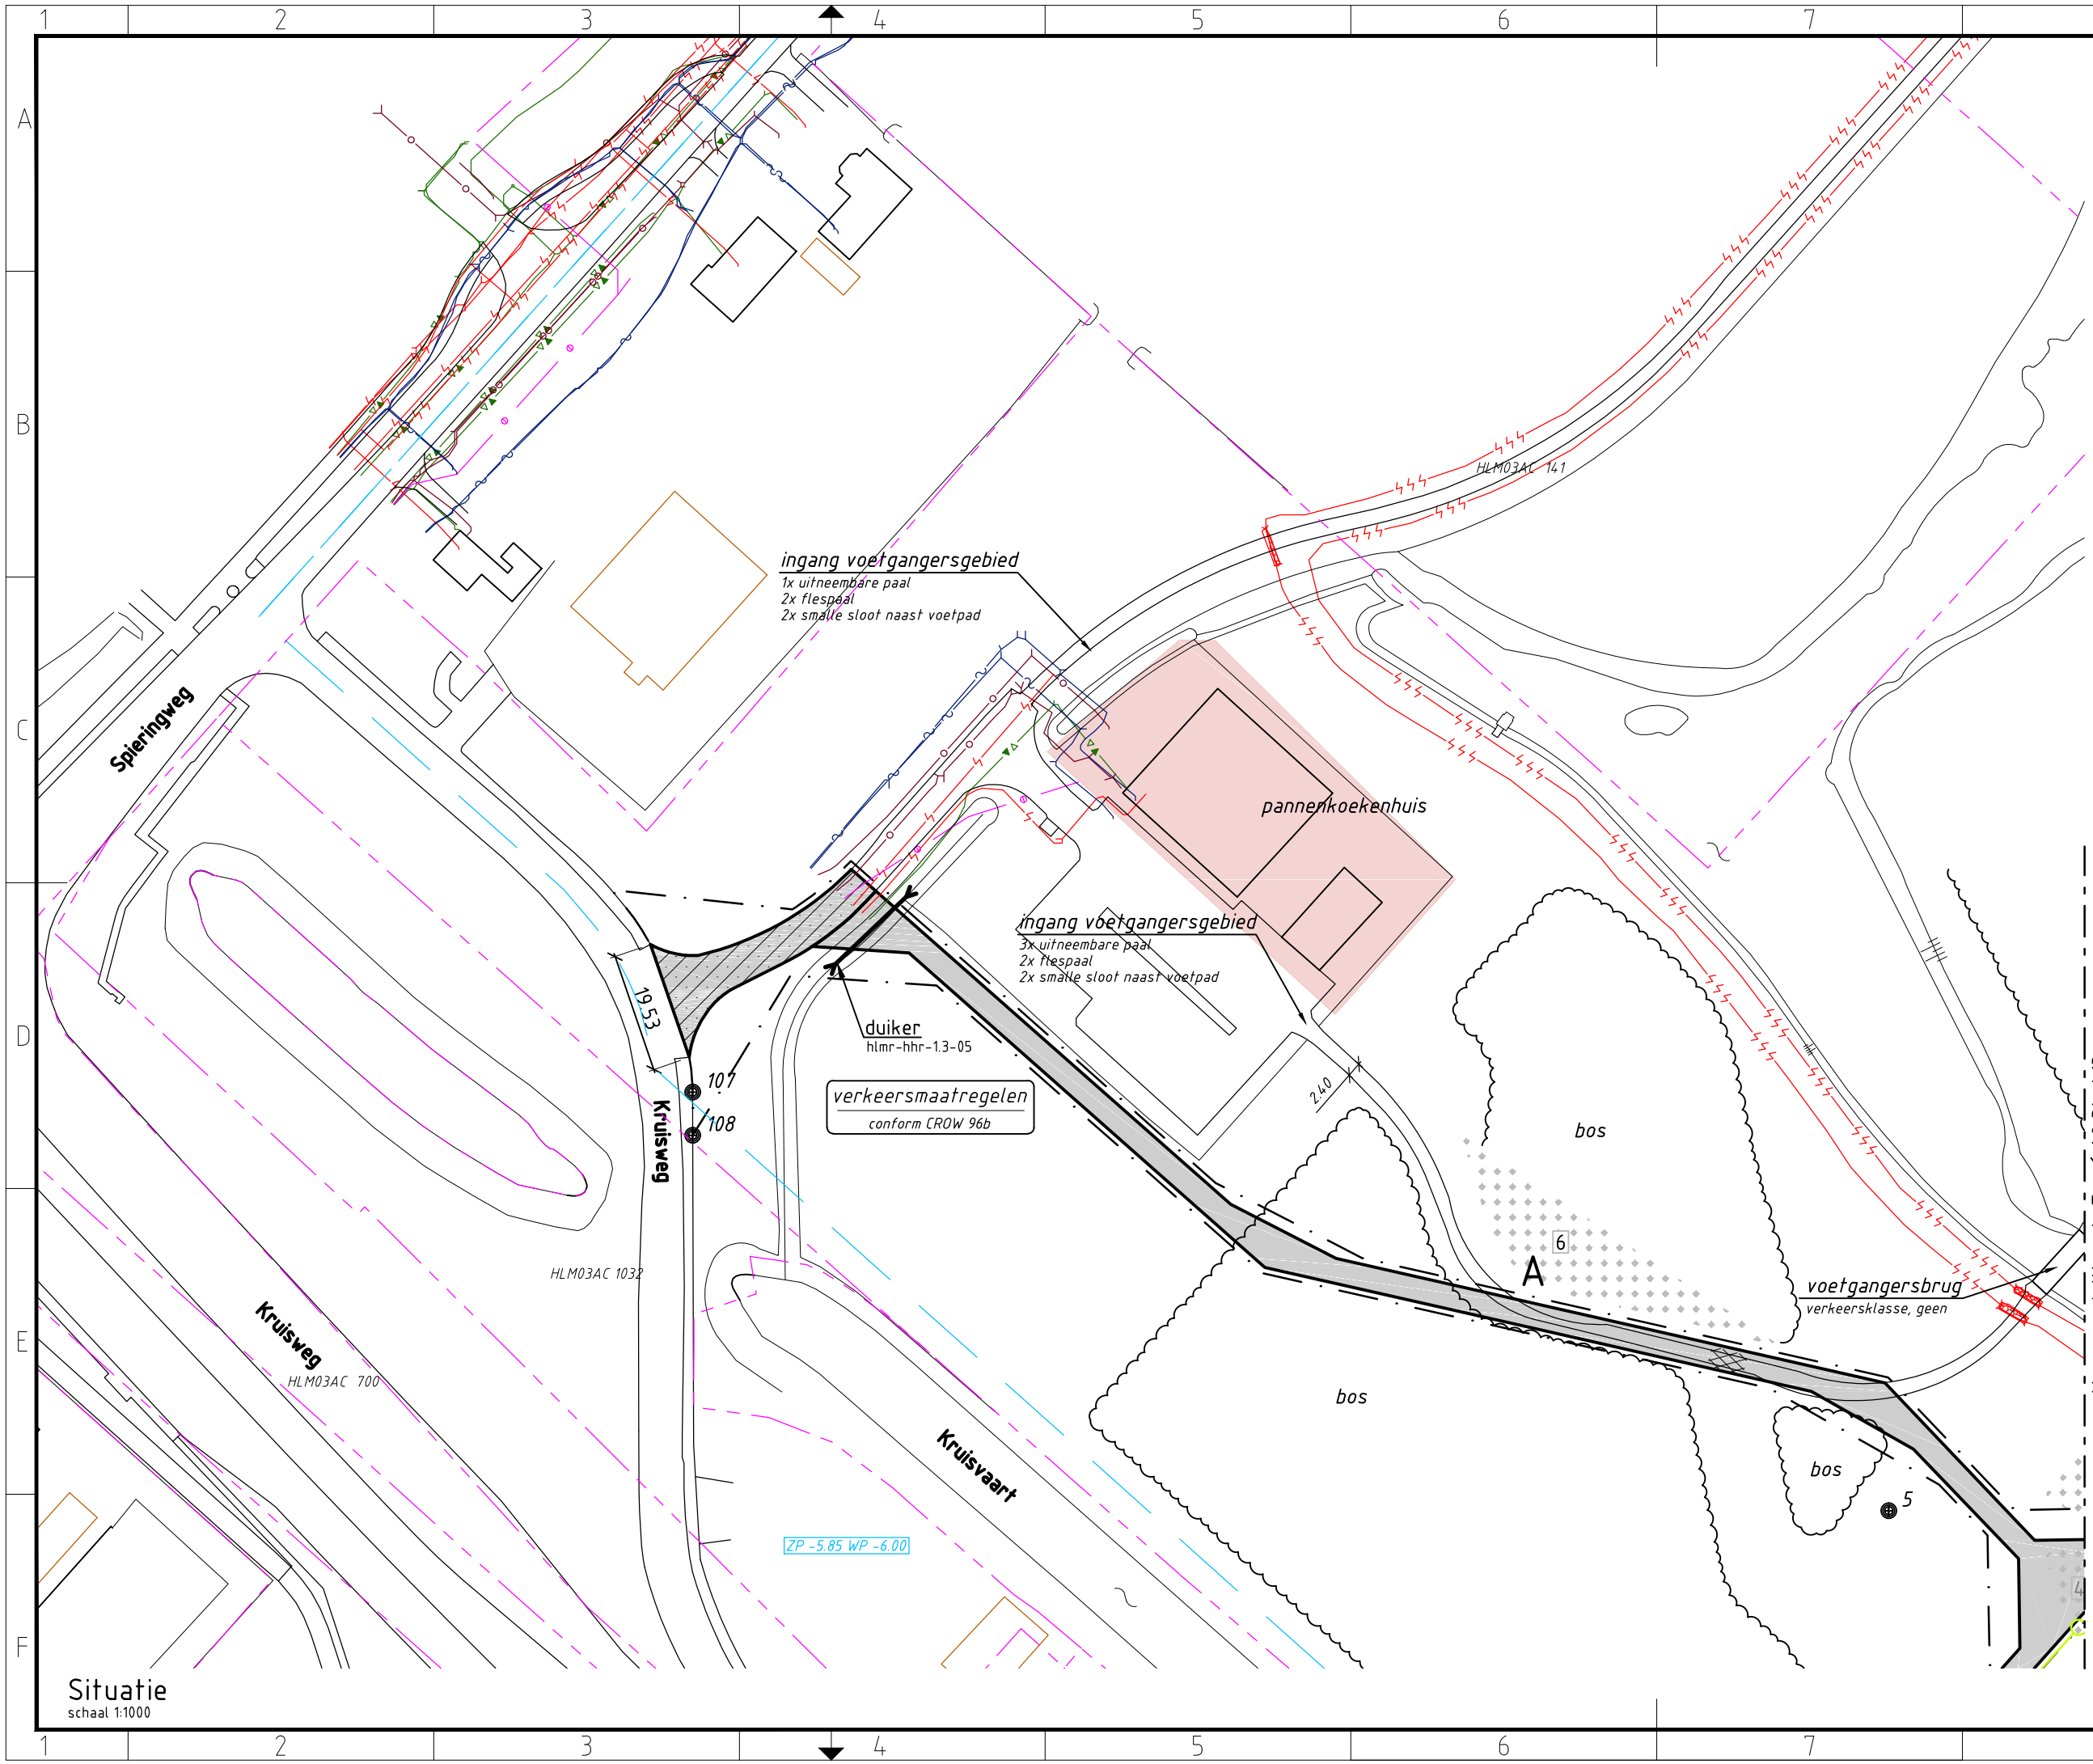 1 2 3 4 5 6 7
A
B
C
D
E
F
HLM03AC 141
ingang voetgangersgebied
1x uitneembare paal
2x flespaal
2x smalle sloot naast voetpad
Spieringweg
pannenkoekenhuis
ingang voetgangersgebied
3x uitneembare paal
2x flespaal
2x smalle sloot naast voetpad
19.53
duiker
hlmr-hhr-1.3-05
107
108
2.40
verkeersmaatregelen
conform CROW 96b
Kruisweg
bos
6
A
HLM03AC 1032
voetgangersbrug
verkeersklasse, geen
Kruisweg
HLM03AC 700
bos
Kruisvaart
bos
5
ZP -5.85 WP -6.00
4
Situatie
schaal 1:1000
1 2 3 4 5 6 7